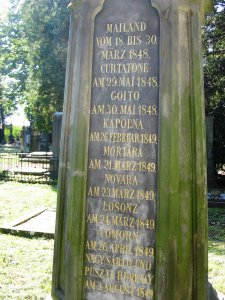 MAILAND
VOM 18. BIS 30.
MÄRZ 1848.
CURTATONE
AM 29. MAI 1848.
GOITO
AM 30. MAI 1848.
KAPOLNA
AM 26. FEBRUAR 1849.
MORTARA
AM 21. MÄRZ 1849.
NOVARA
AM 23. MÄRZ 1849.
LOSONZ
AM 24. MÄRZ 1849.
COMORN
AM 26. APRIL 1849.
NAGY SARLO UND
PUSZTA HERKALY
AM 3. AUGUST 1849.